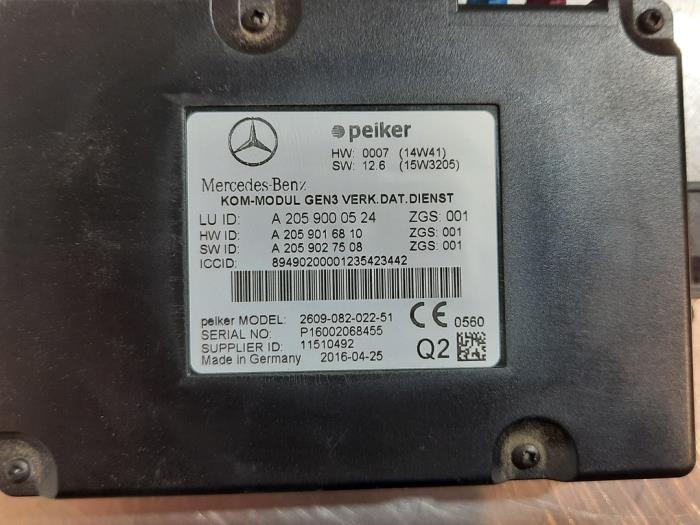 peiker
HW: 0007 (14W41)
SW: 12.6 (15W3205)
Mercedes-Benz
KOM-MODUL GEN3 VERK.DAT.DIENST
LU ID: A 205 900 05 24 ZGS: 001
HW ID: A 205 901 68 10 ZGS: 001
SW ID: A 205 902 75 08 ZGS: 001
ICCID: 89490200001235423442
peiker MODEL: 2609-082-022-51 CE 0560
SERIAL NO: P16002068455
SUPPLIER ID: 11510492
Made in Germany 2016-04-25 Q2